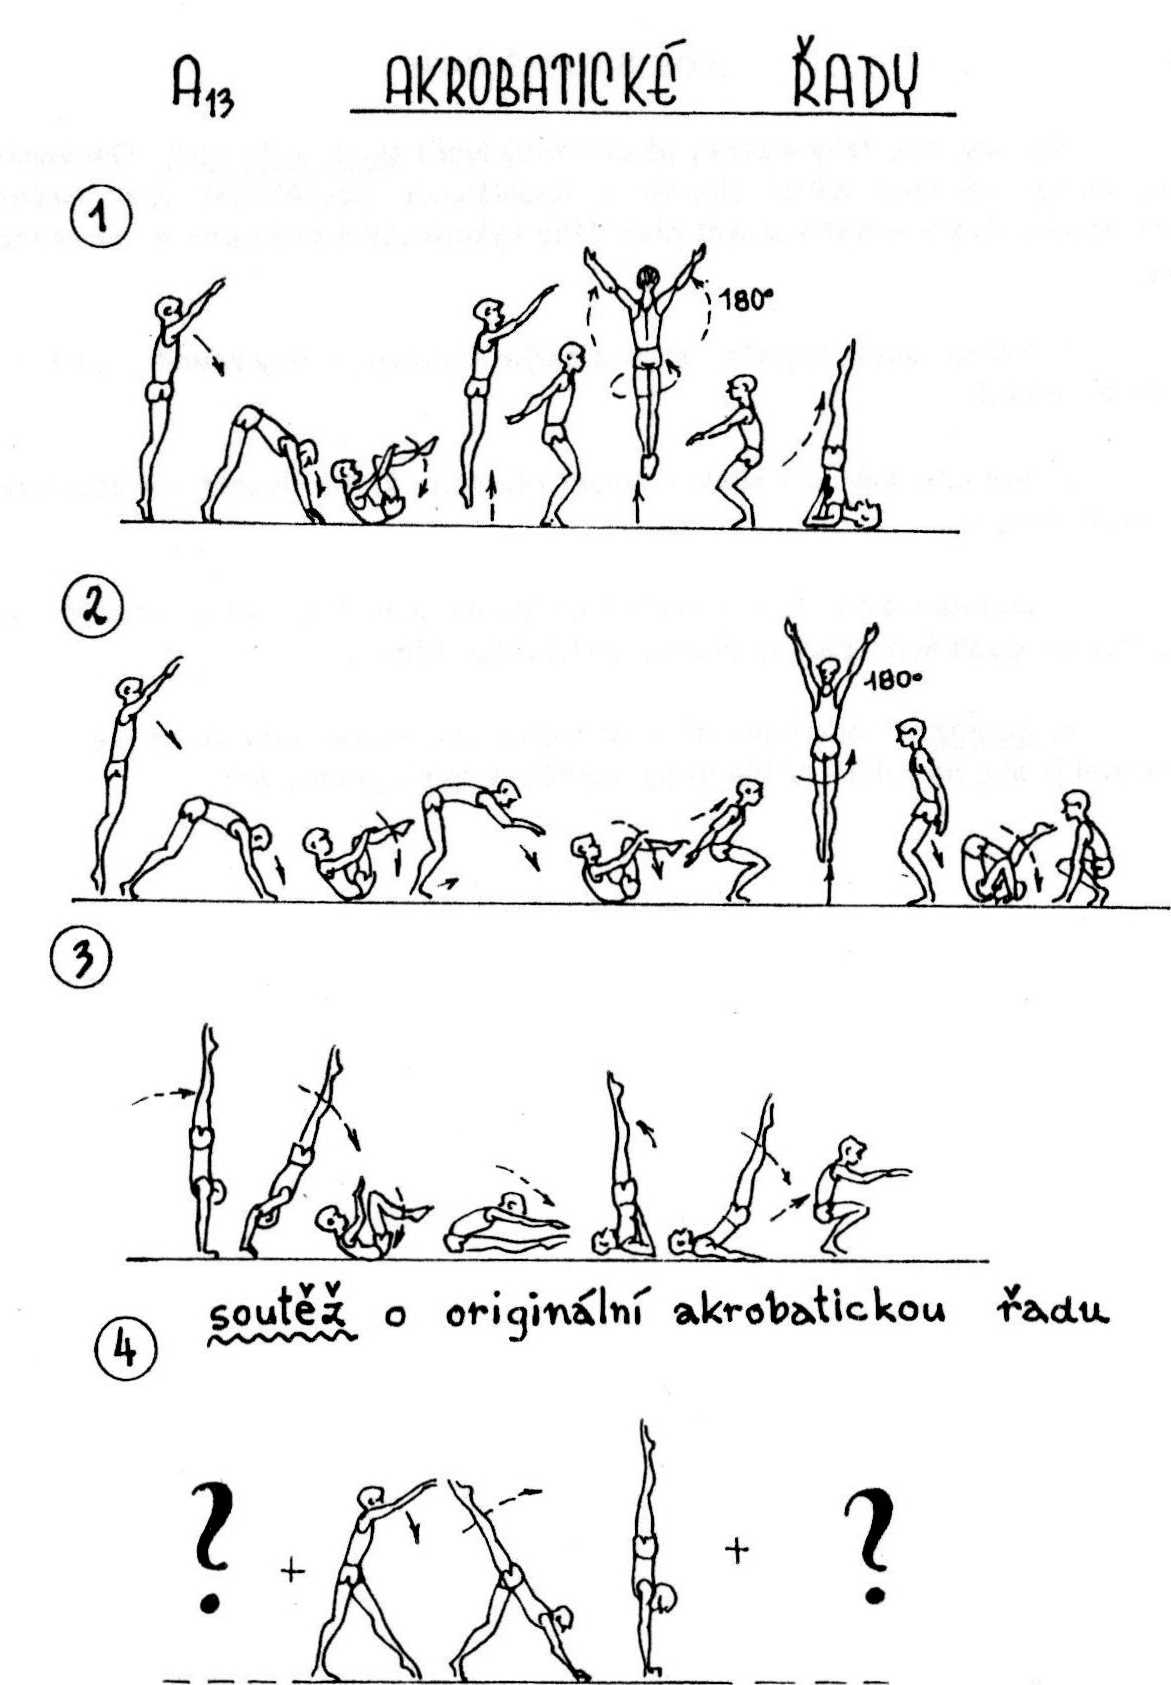 A13 AKROBATICKÉ ŘADY
1
180°
2
180°
3
soutěž o originální akrobatickou řadu
4
? + + ?